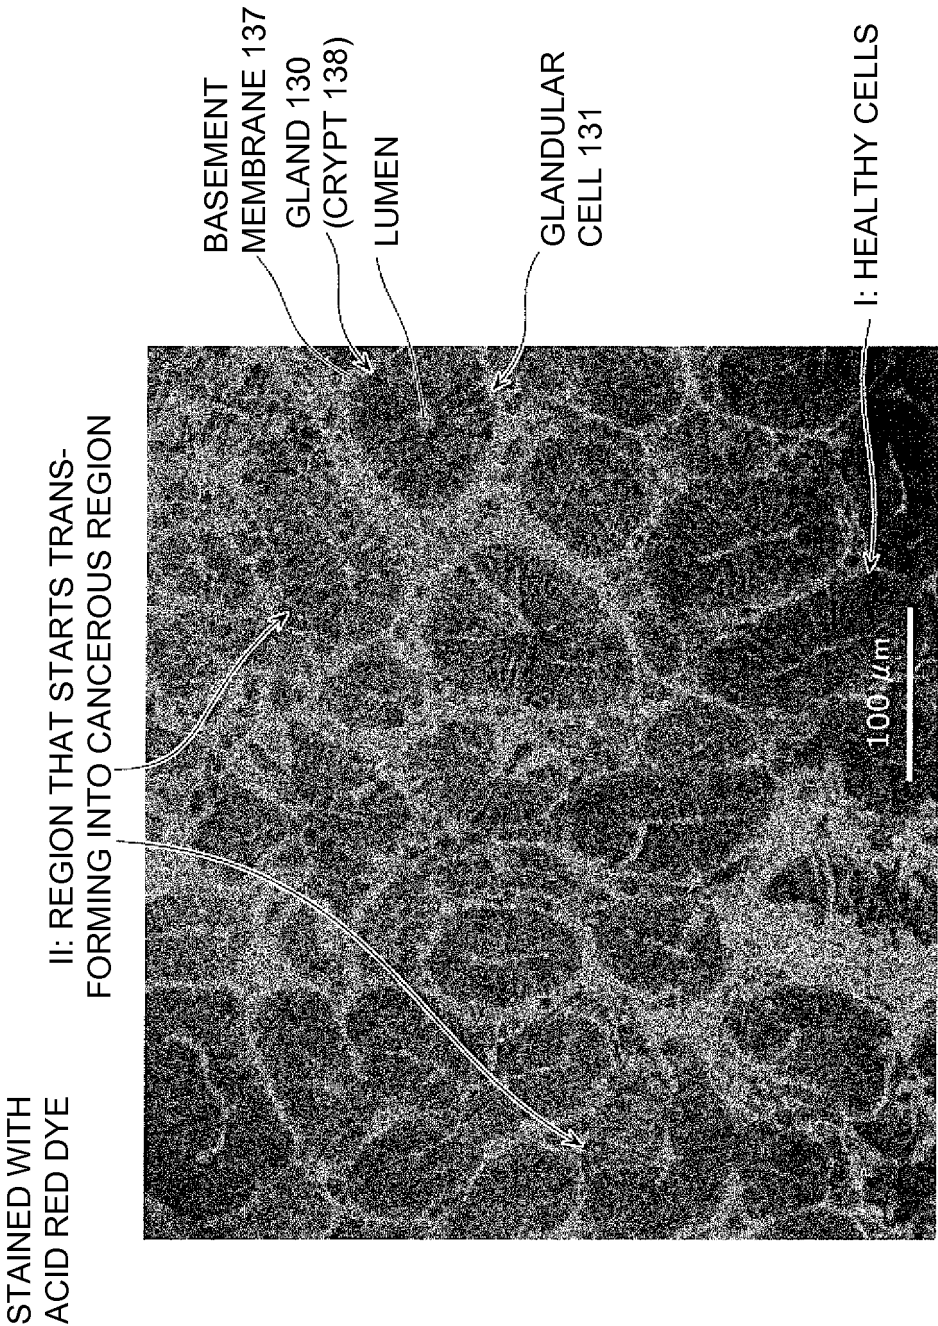 STAINED WITH
ACID RED DYE
II: REGION THAT STARTS TRANS-
FORMING INTO CANCEROUS REGION
BASEMENT
MEMBRANE 137
GLAND 130
(CRYPT 138)
LUMEN
GLANDULAR
CELL 131
I: HEALTHY CELLS
100 μm